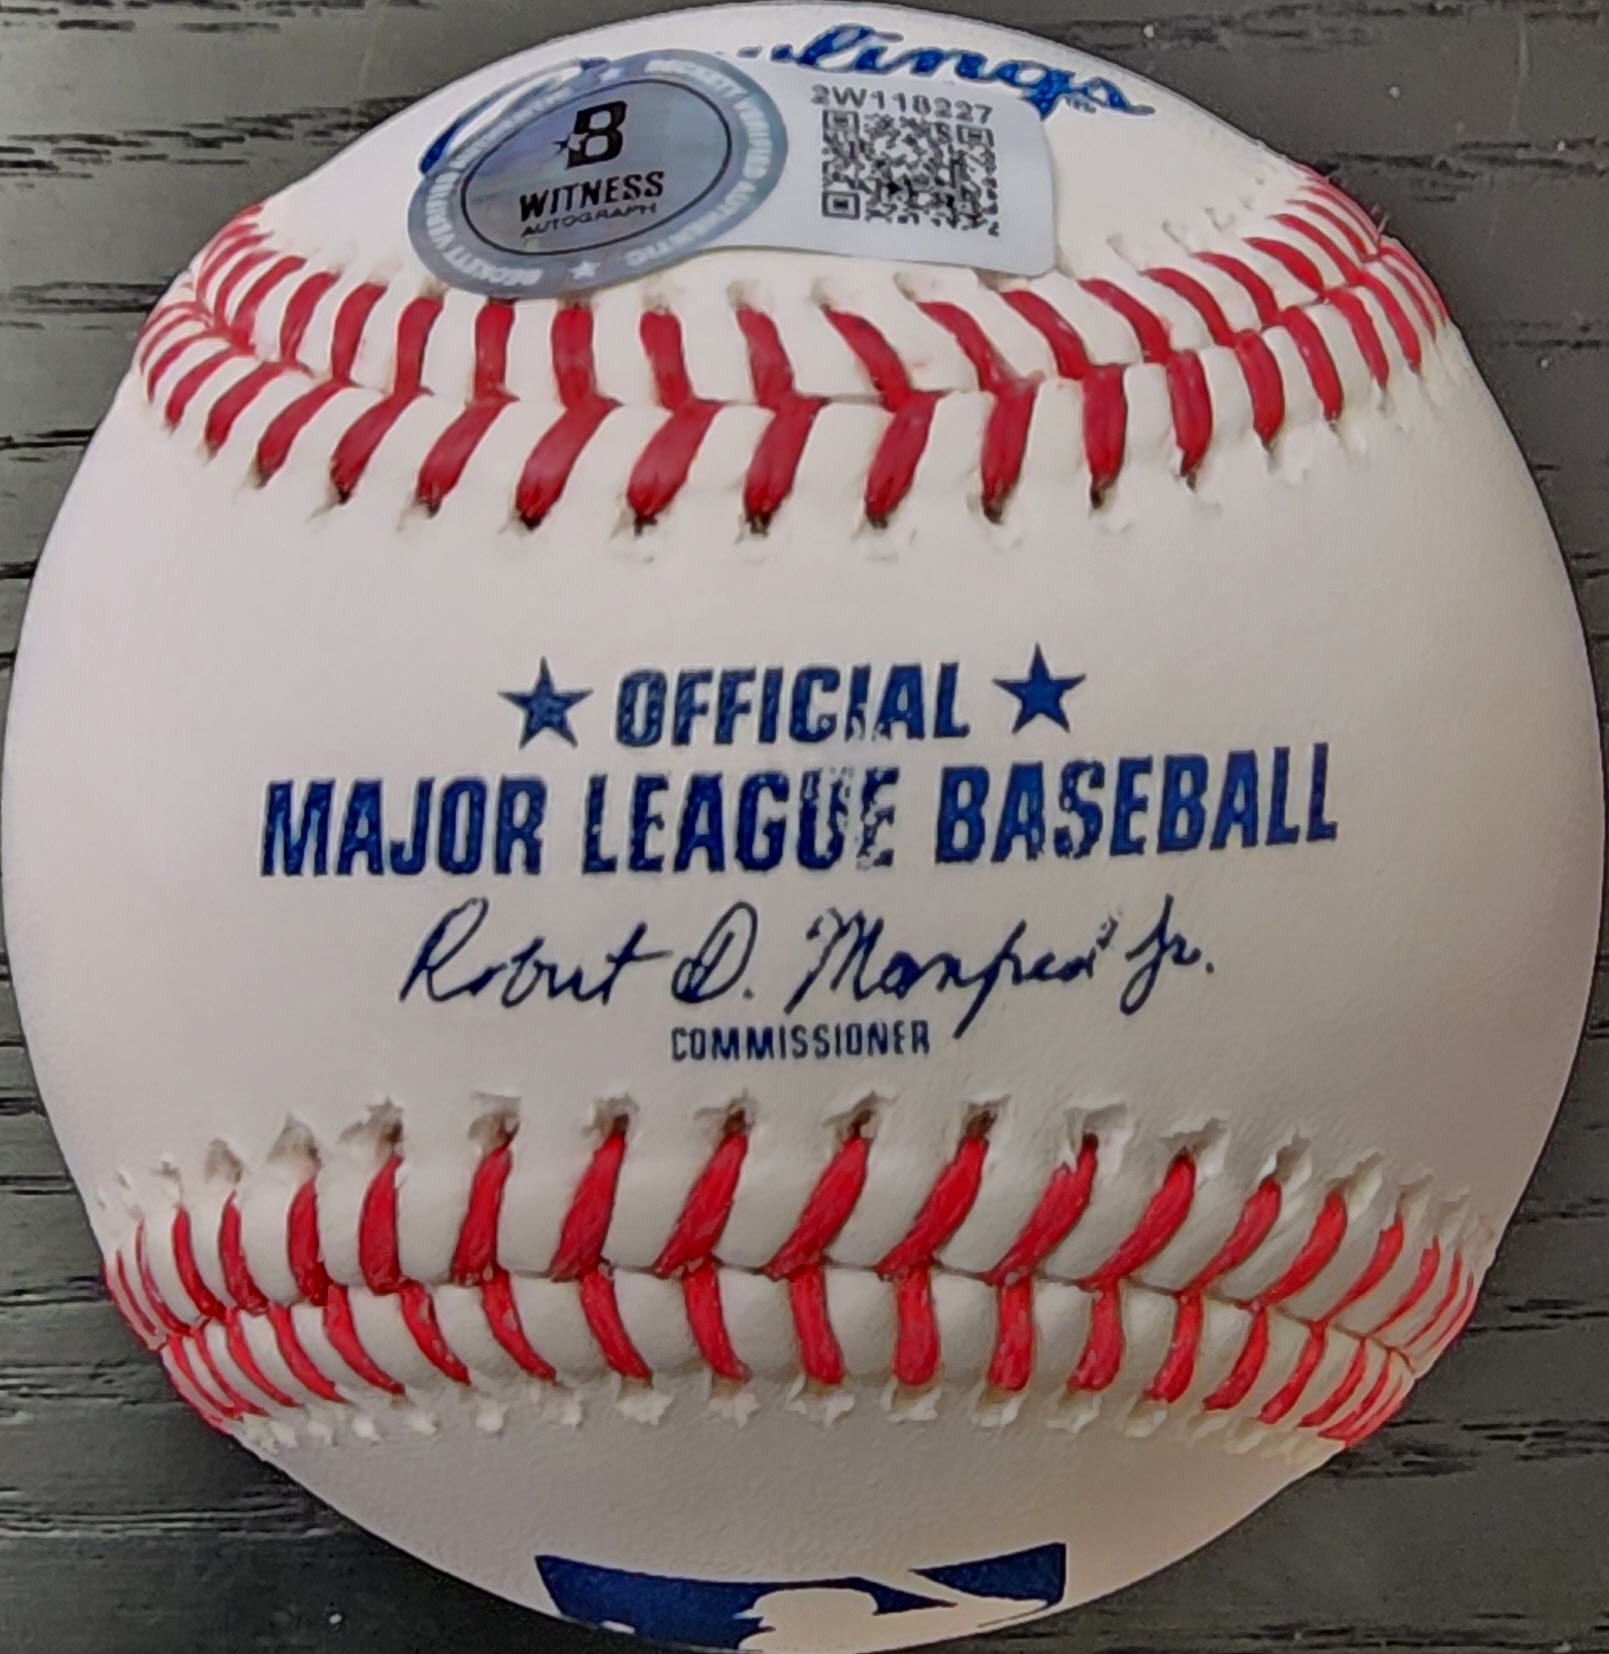 2W118227
B
WITNESS
AUTOGRAPH
★ OFFICIAL ★
MAJOR LEAGUE BASEBALL
Robert D. Manfred Jr.
COMMISSIONER